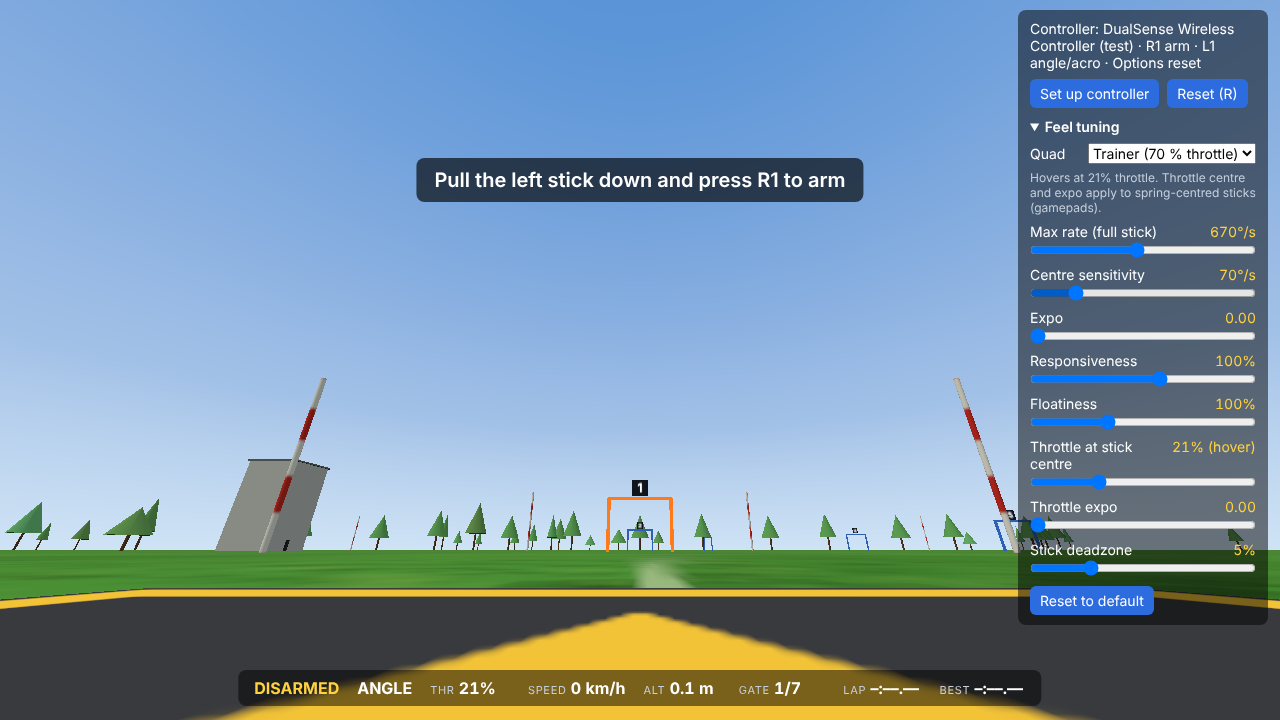 Controller: DualSense Wireless
Controller (test) · R1 arm · L1
angle/acro · Options reset
Set up controller Reset (R)
▼ Feel tuning
Quad Trainer (70 % throttle)
Hovers at 21% throttle. Throttle centre
and expo apply to spring-centred sticks
(gamepads).
Max rate (full stick) 670°/s
Centre sensitivity 70°/s
Expo 0.00
Responsiveness 100%
Floatiness 100%
Throttle at stick 21% (hover)
centre
Throttle expo 0.00
Stick deadzone 5%
Reset to default
Pull the left stick down and press R1 to arm
1
DISARMED ANGLE THR 21% SPEED 0 km/h ALT 0.1 m GATE 1/7 LAP –:––.–– BEST –:––.––